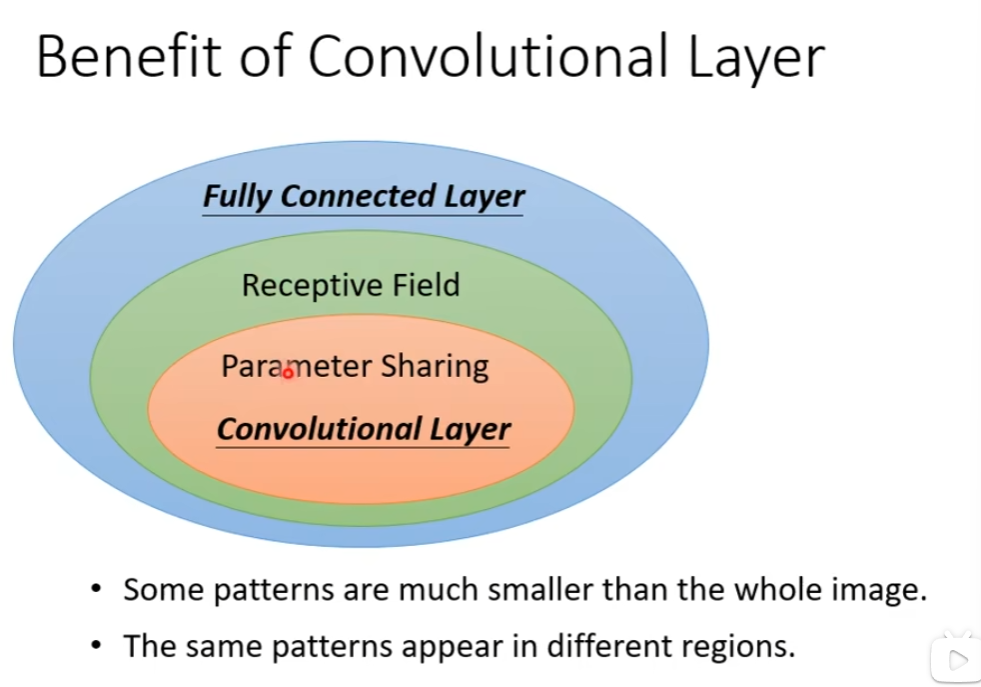 Benefit of Convolutional Layer
Fully Connected Layer
Receptive Field
Parameter Sharing
Convolutional Layer
• Some patterns are much smaller than the whole image.
• The same patterns appear in different regions.